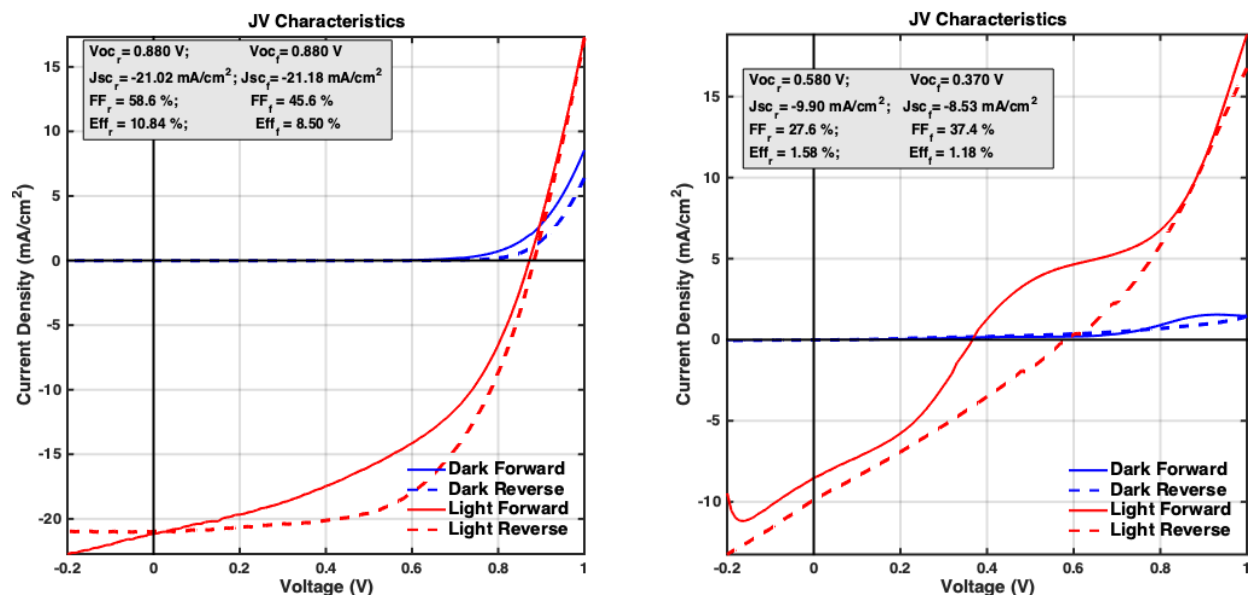 JV Characteristics
Voc_r= 0.880 V; Voc_f= 0.880 V
Jsc_r= -21.02 mA/cm²; Jsc_f= -21.18 mA/cm²
FF_r = 58.6 %; FF_f = 45.6 %
Eff_r = 10.84 %; Eff_f = 8.50 %
15
10
5
0
-5
-10
-15
-20
Current Density (mA/cm²)
Dark Forward
Dark Reverse
Light Forward
Light Reverse
-0.2 0 0.2 0.4 0.6 0.8 1
Voltage (V)
JV Characteristics
Voc_r= 0.580 V; Voc_f= 0.370 V
Jsc_r= -9.90 mA/cm²; Jsc_f= -8.53 mA/cm²
FF_r = 27.6 %; FF_f = 37.4 %
Eff_r = 1.58 %; Eff_f = 1.18 %
15
10
5
0
-5
-10
Current Density (mA/cm²)
Dark Forward
Dark Reverse
Light Forward
Light Reverse
-0.2 0 0.2 0.4 0.6 0.8 1
Voltage (V)